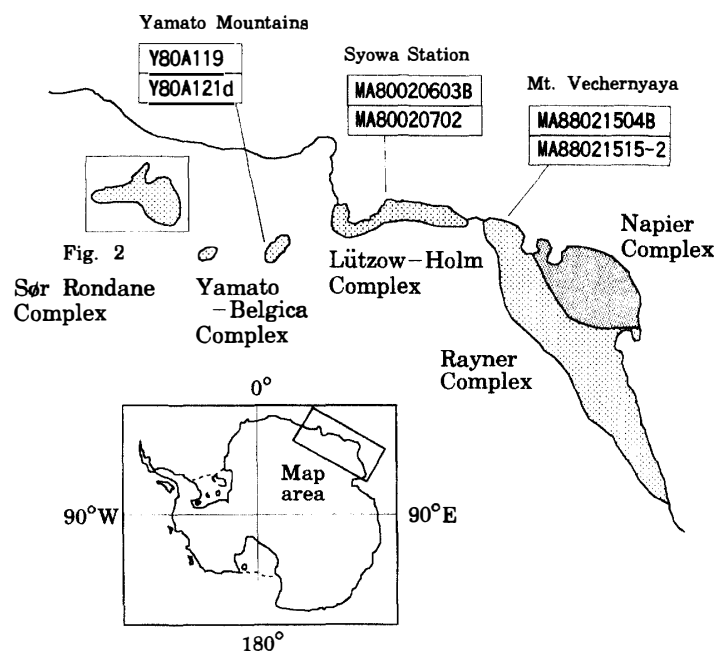 Yamato Mountains
Y80A119
Y80A121d
Syowa Station
MA80020603B
MA80020702
Mt. Vechernyaya
MA88021504B
MA88021515-2
Fig. 2
Sør Rondane
Complex
Yamato
-Belgica
Complex
Lützow-Holm
Complex
Napier
Complex
Rayner
Complex
0°
Map
area
90°W
90°E
180°